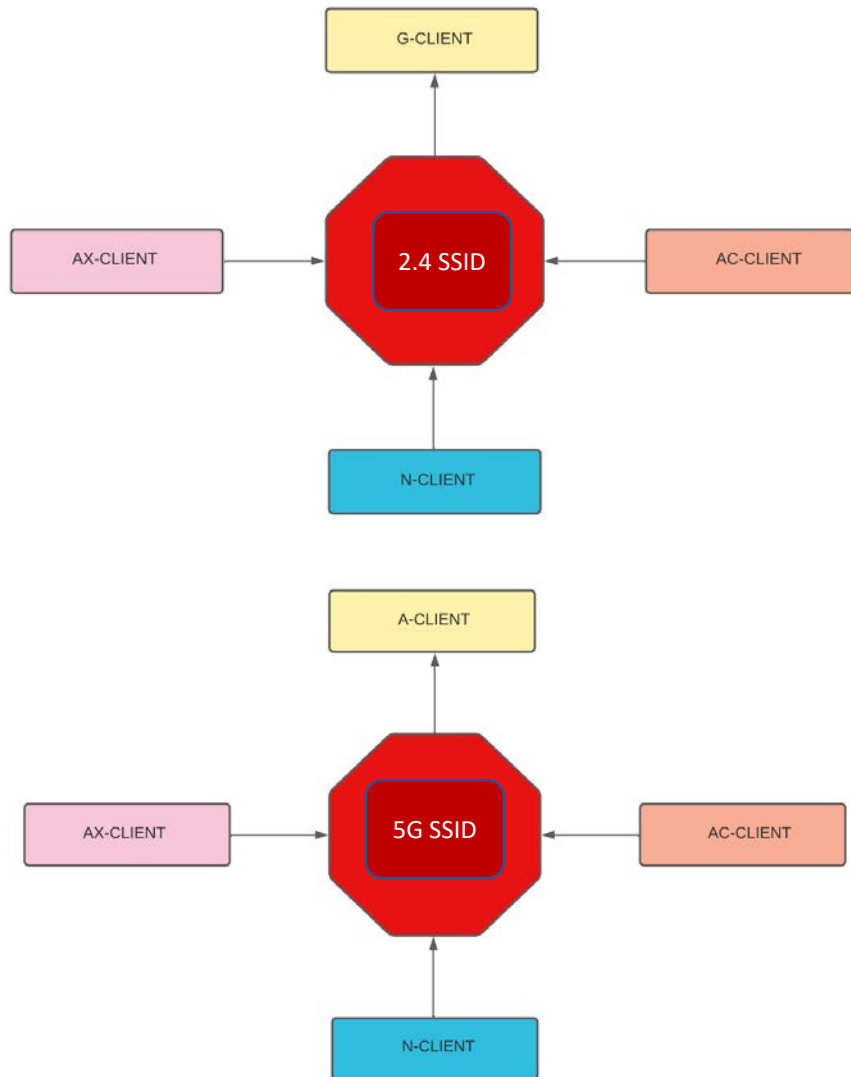 G-CLIENT
AX-CLIENT
2.4 SSID
AC-CLIENT
N-CLIENT
A-CLIENT
AX-CLIENT
5G SSID
AC-CLIENT
N-CLIENT